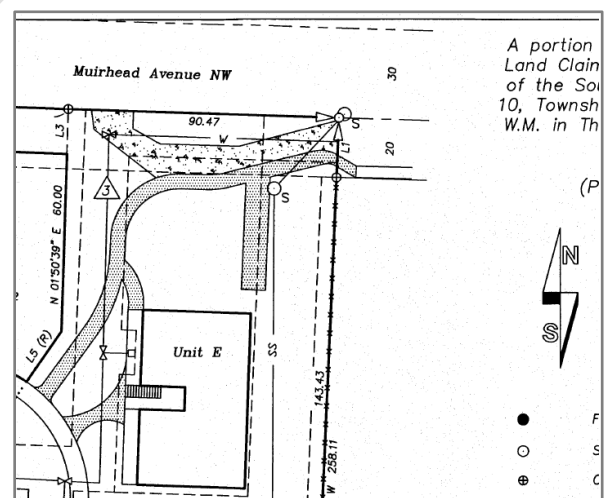 Muirhead Avenue NW
30
A portion
Land Clain
of the Sou
10, Townsh
W.M. in Th
90.47
S
W
L3
L1
20
3
S
(P
N 01°50'39" E 60.00
N
S
L5 (R)
Unit E
SS
143.43
W 258.11
F
S
C